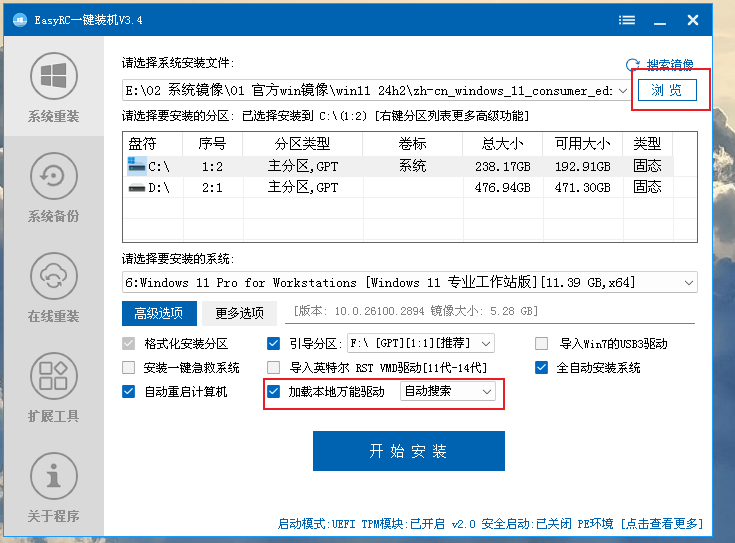 EasyRC一键装机V3.4
系统重装
系统备份
在线重装
扩展工具
关于程序
请选择系统安装文件:
搜索镜像
E:\02 系统镜像\01 官方win镜像\win11 24h2\zh-cn_windows_11_consumer_ed:
浏 览
请选择要安装的分区: 已选择安装到 C:\(1:2) [右键分区列表更多高级功能]
盘符 序号 分区类型 卷标 总大小 可用大小 类型
C:\ 1:2 主分区,GPT 系统 238.17GB 192.91GB 固态
D:\ 2:1 主分区,GPT 476.94GB 471.30GB 固态
请选择要安装的系统:
6:Windows 11 Pro for Workstations [Windows 11 专业工作站版][11.39 GB,x64]
高级选项 更多选项 [版本: 10.0.26100.2894 镜像大小: 5.28 GB]
格式化安装分区 引导分区: F:\ [GPT][1:1][推荐] 导入Win7的USB3驱动
安装一键急救系统 导入英特尔 RST VMD驱动[11代-14代] 全自动安装系统
自动重启计算机 加载本地万能驱动 自动搜索
开 始 安 装
启动模式:UEFI TPM模块:已开启 v2.0 安全启动:已关闭 PE环境 [点击查看更多]